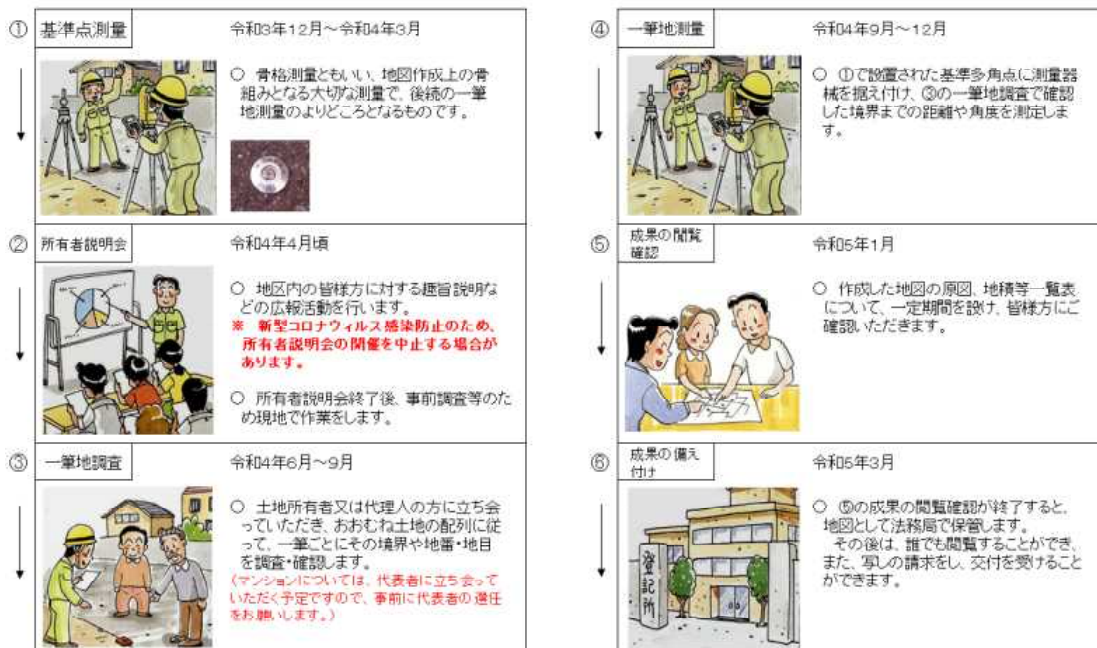 ① 基準点測量 令和3年12月～令和4年3月
○ 骨格測量ともいい、地図作成上の骨
組みとなる大切な測量で、後続の一筆
地測量のよりどころとなるものです。
② 所有者説明会 令和4年4月頃
○ 地区内の皆様方に対する趣旨説明な
どの広報活動を行います。
※ 新型コロナウィルス感染防止のため、
所有者説明会の開催を中止する場合が
あります。
○ 所有者説明会終了後、事前調査等のた
め現地で作業をします。
③ 一筆地調査 令和4年6月～9月
○ 土地所有者又は代理人の方に立ち会
っていただき、おおむね土地の配列に従
って、一筆ごとにその境界や地番・地目
を調査・確認します。
(マンションについては、代表者に立ち会って
いただく予定ですので、事前に代表者の選任
をお願いします。)
④ 一筆地測量 令和4年9月～12月
○ ①で設置された基準多角点に測量器
械を据え付け、③の一筆地調査で確認
した境界までの距離や角度を測定しま
す。
⑤ 成果の閲覧
確認
令和5年1月
○ 作成した地図の原図、地積等一覧表
について、一定期間を設け、皆様方にご
確認いただきます。
⑥ 成果の備え
付け
令和5年3月
○ ⑤の成果の閲覧確認が終了すると、
地図として法務局で保管します。
その後は、誰でも閲覧することができ、
また、写しの請求をし、交付を受けること
ができます。
登記所